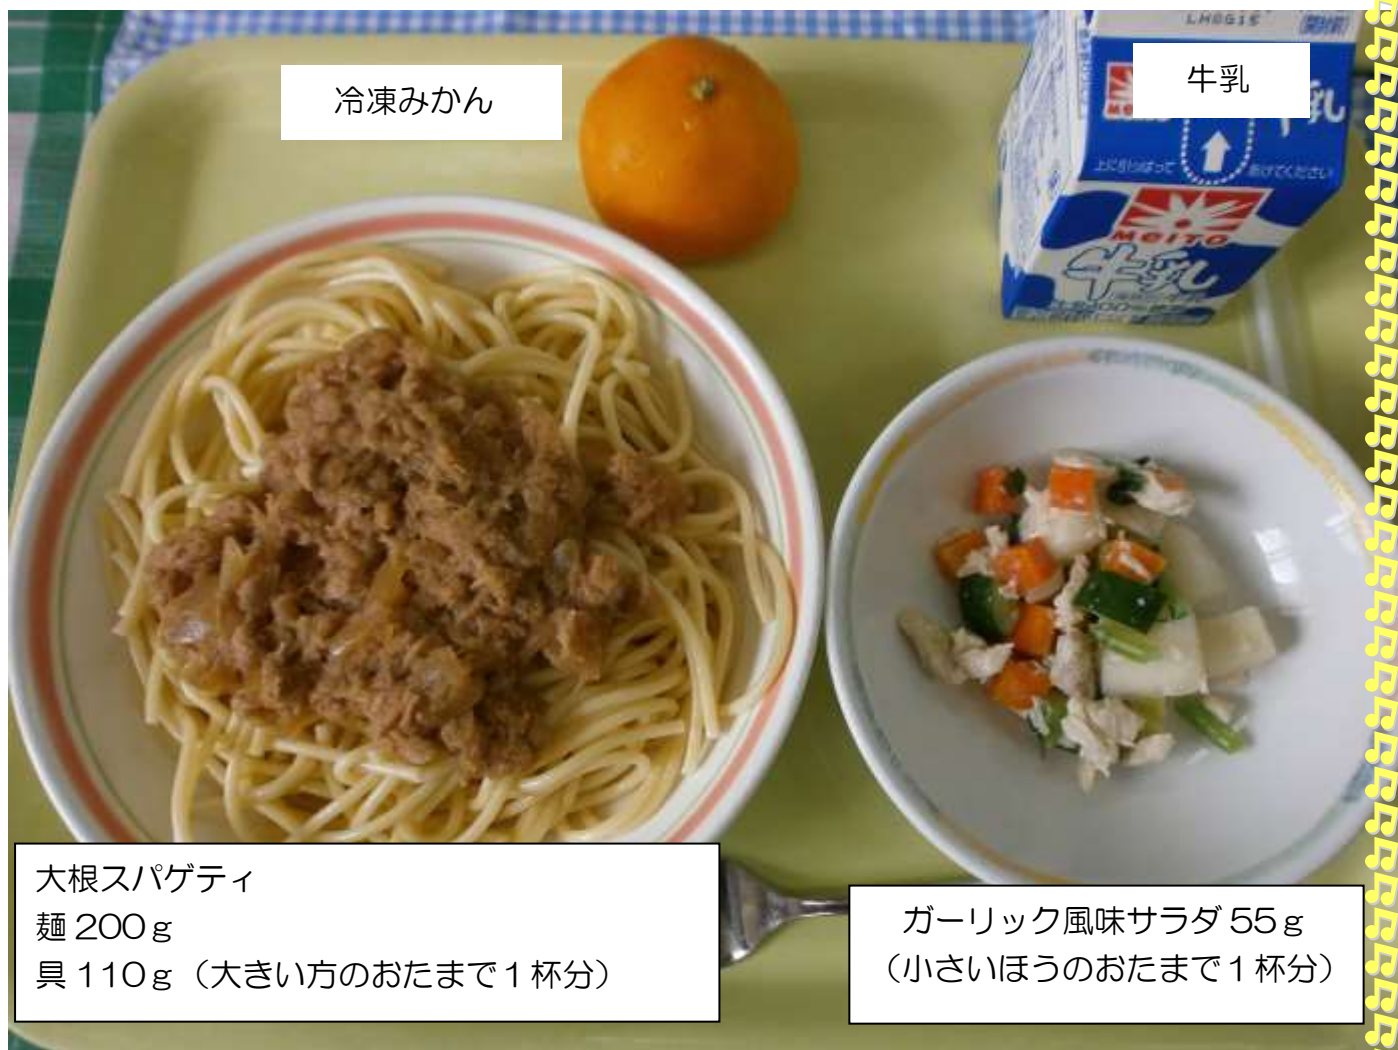 冷凍みかん
牛乳
LH0G15
上に引っぱって
あけてください
MEITO
牛乳
大根スパゲティ
麺200g
具110g（大きい方のおたまで1杯分）
ガーリック風味サラダ55g
（小さいほうのおたまで1杯分）